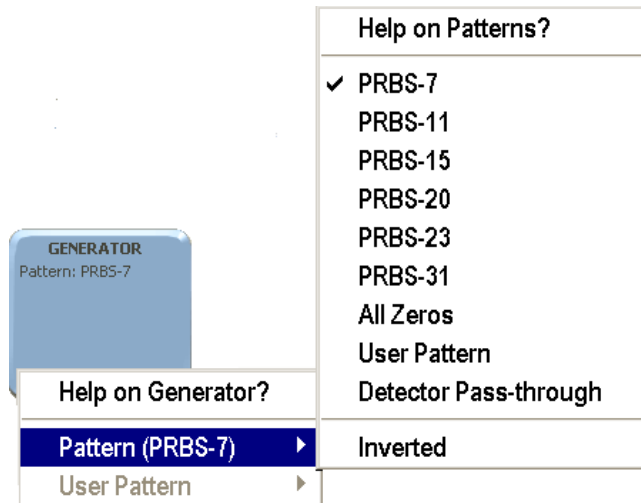 Help on Patterns?
✓ PRBS-7
PRBS-11
PRBS-15
PRBS-20
PRBS-23
PRBS-31
All Zeros
User Pattern
Detector Pass-through
Inverted
GENERATOR
Pattern: PRBS-7
Help on Generator?
Pattern (PRBS-7)
User Pattern